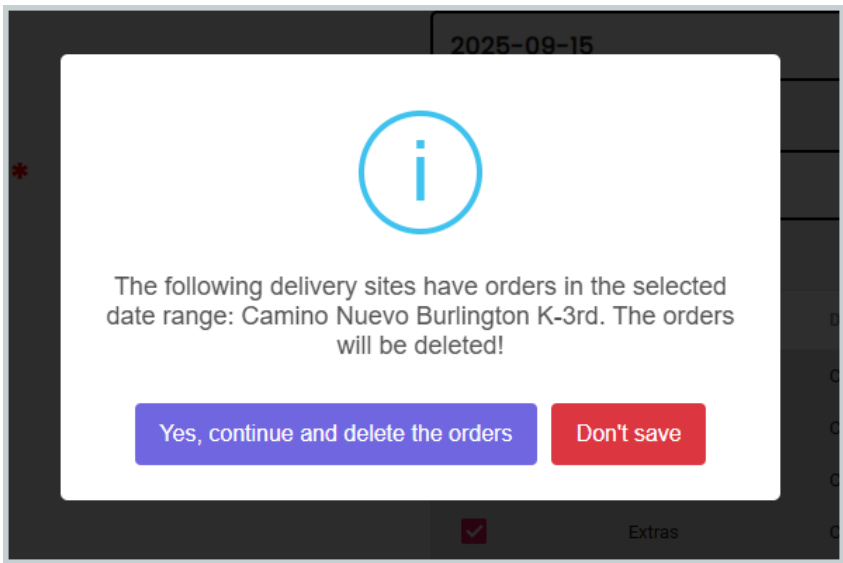 2025-09-15
*
i
The following delivery sites have orders in the selected
date range: Camino Nuevo Burlington K-3rd. The orders
will be deleted!
Yes, continue and delete the orders
Don't save
Extras